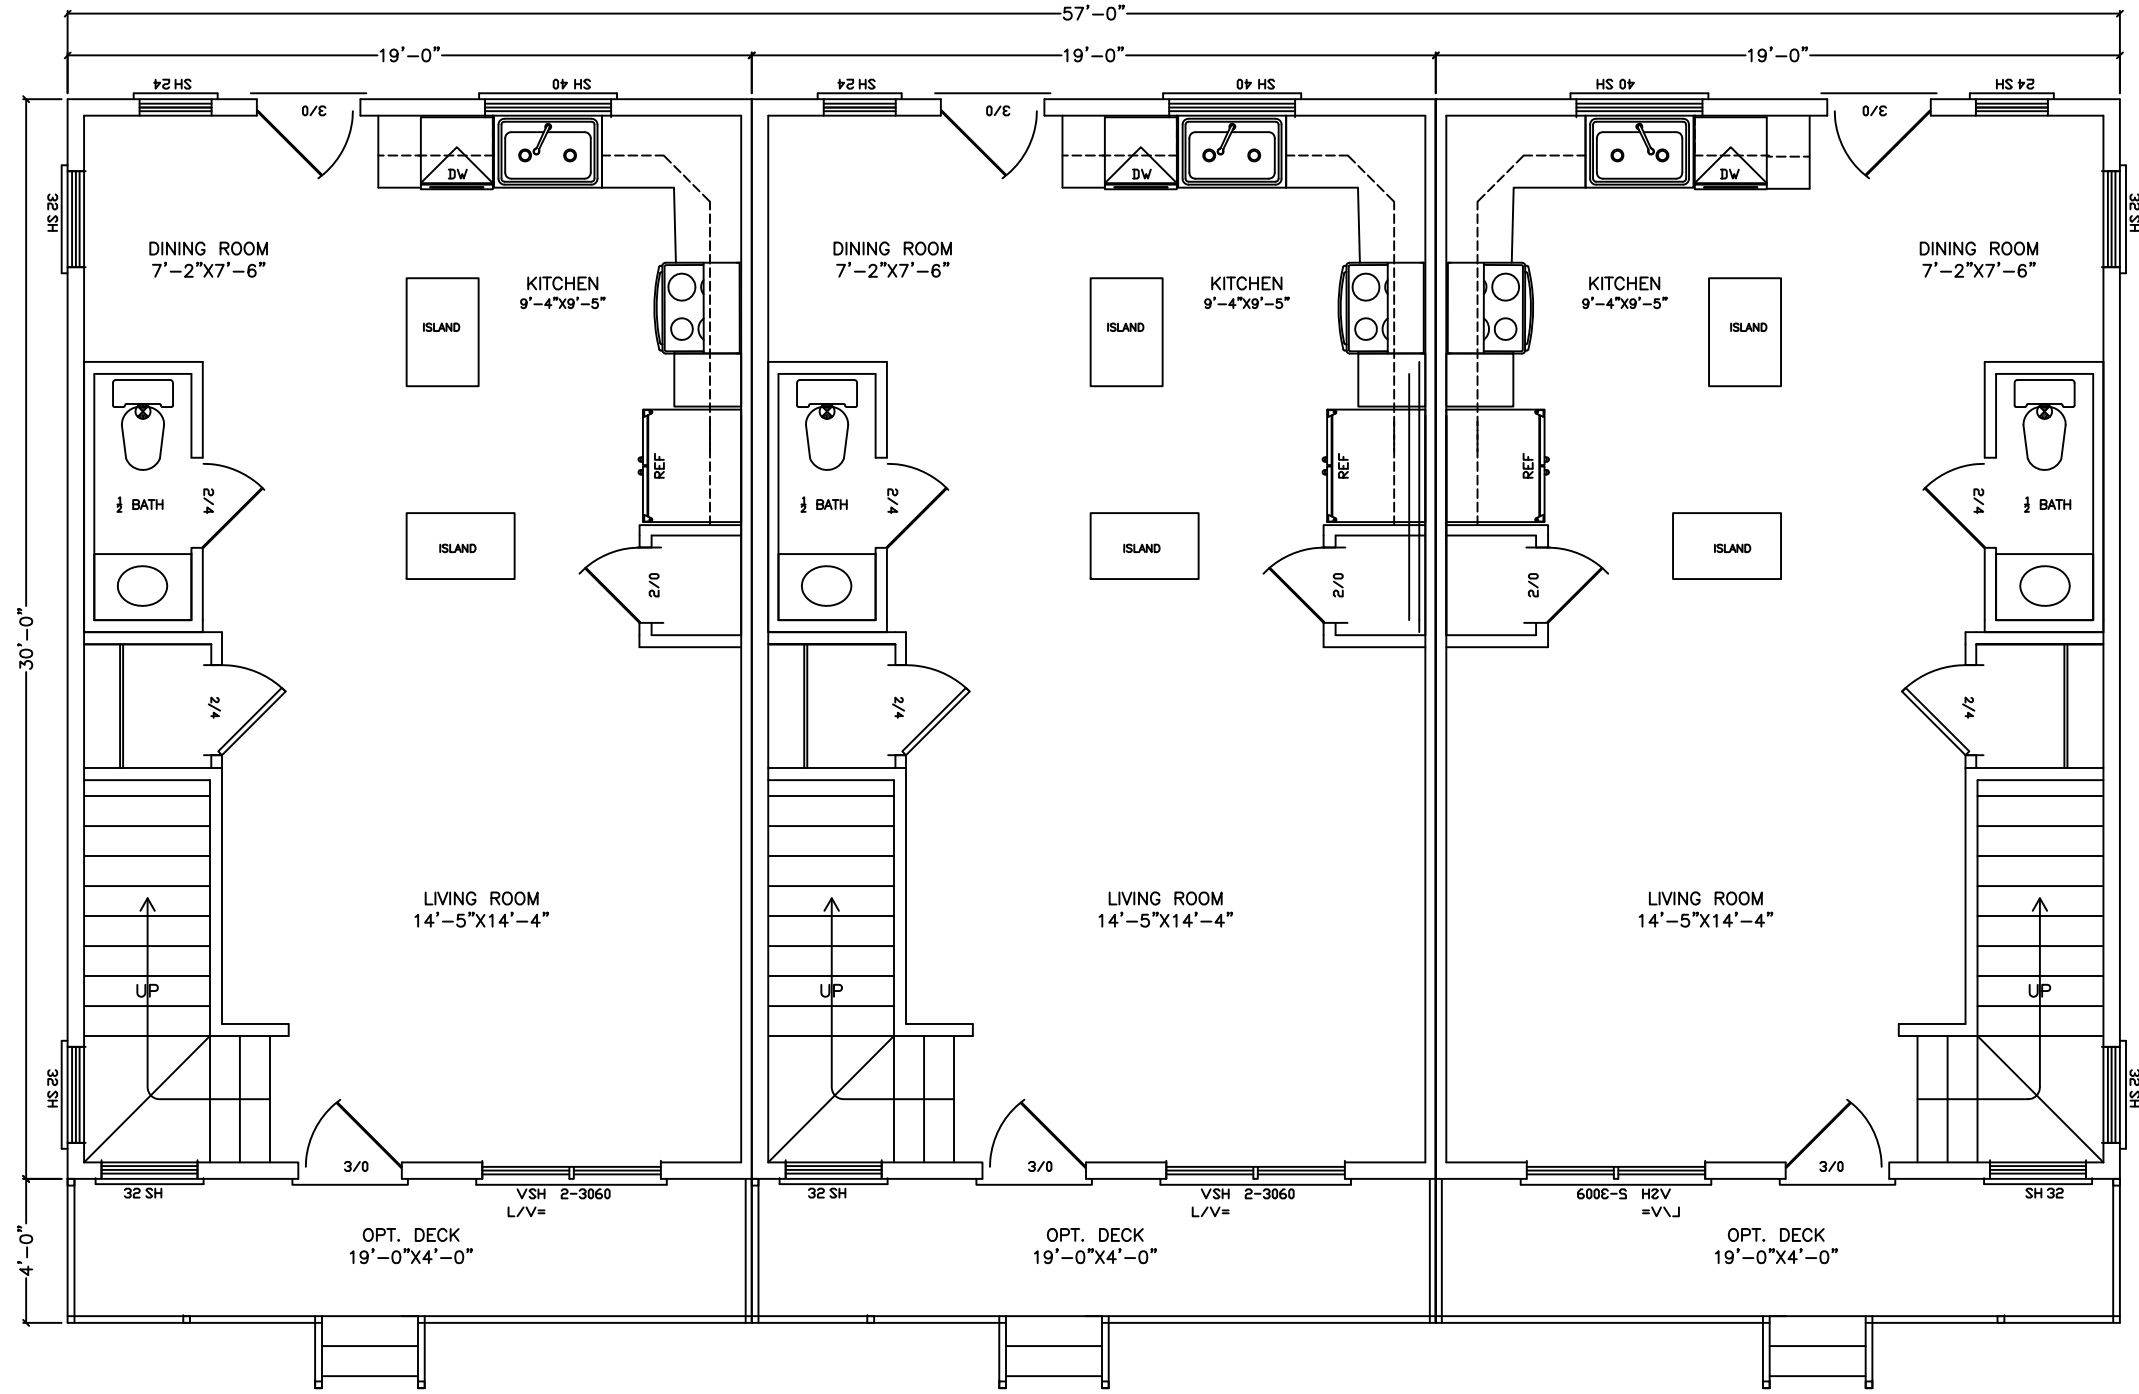 57'-0"
19'-0" 19'-0" 19'-0"
SH 24 SH 40 SH 24 SH 40 SH 40 SH 24
3/0 3/0 3/0
DW DW DW
32 SH 32 SH
DINING ROOM DINING ROOM DINING ROOM
7'-2"X7'-6" 7'-2"X7'-6" 7'-2"X7'-6"
KITCHEN KITCHEN KITCHEN
9'-4"X9'-5" 9'-4"X9'-5" 9'-4"X9'-5"
ISLAND ISLAND ISLAND
REF REF REF
½ BATH 2/4 ½ BATH 2/4 2/4 ½ BATH
ISLAND ISLAND ISLAND
2/0 2/0 2/0
30'-0"
2/4 2/4 2/4
LIVING ROOM LIVING ROOM LIVING ROOM
14'-5"X14'-4" 14'-5"X14'-4" 14'-5"X14'-4"
UP UP UP
32 SH 32 SH
3/0 3/0 3/0
32 SH VSH 2-3060 32 SH VSH 2-3060 VSH 2-3060 SH 32
L/V= L/V= L/V=
4'-0"
OPT. DECK OPT. DECK OPT. DECK
19'-0"X4'-0" 19'-0"X4'-0" 19'-0"X4'-0"